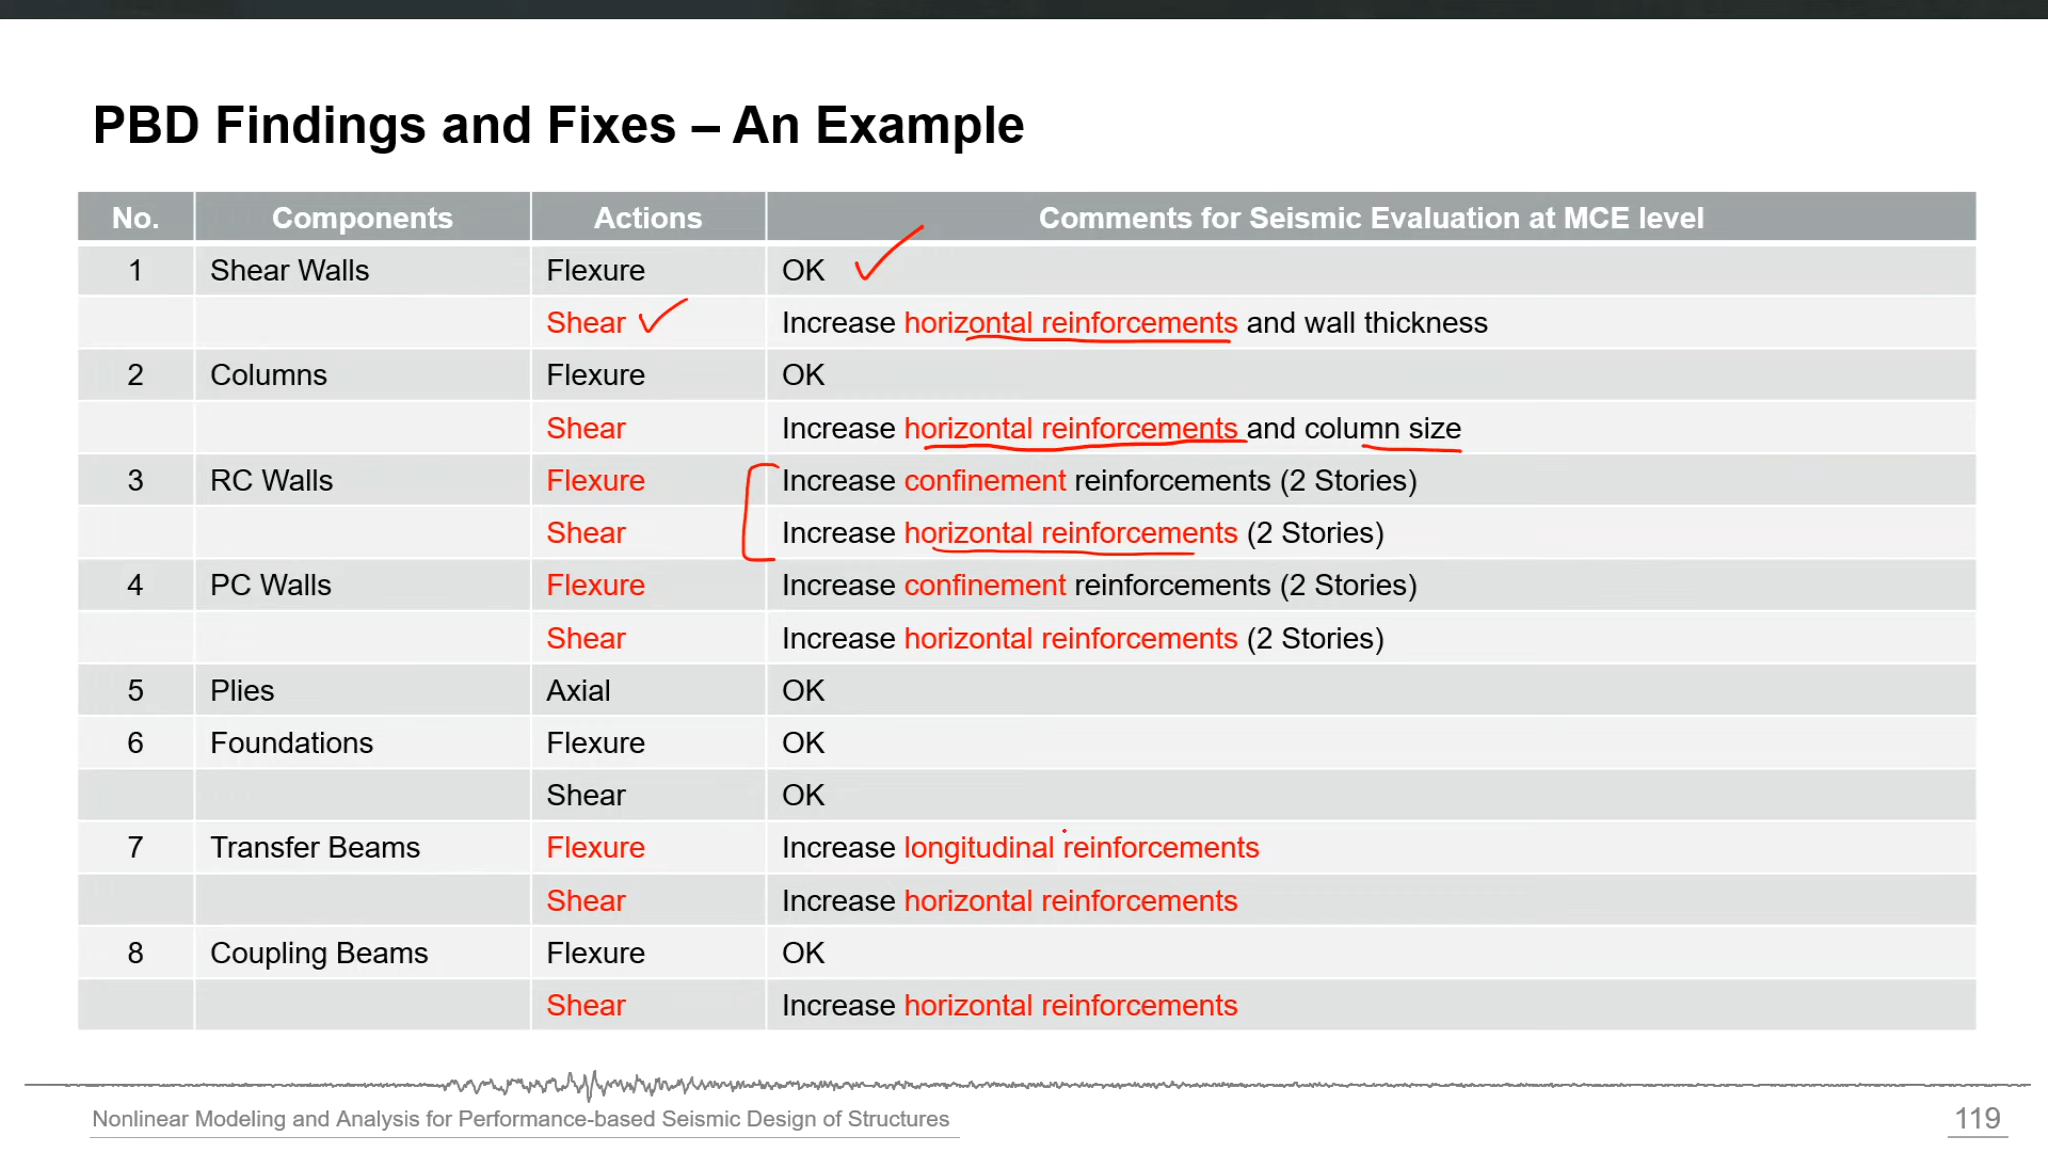 PBD Findings and Fixes – An Example
No. Components Actions Comments for Seismic Evaluation at MCE level
1 Shear Walls Flexure OK
Shear Increase horizontal reinforcements and wall thickness
2 Columns Flexure OK
Shear Increase horizontal reinforcements and column size
3 RC Walls Flexure Increase confinement reinforcements (2 Stories)
Shear Increase horizontal reinforcements (2 Stories)
4 PC Walls Flexure Increase confinement reinforcements (2 Stories)
Shear Increase horizontal reinforcements (2 Stories)
5 Plies Axial OK
6 Foundations Flexure OK
Shear OK
7 Transfer Beams Flexure Increase longitudinal reinforcements
Shear Increase horizontal reinforcements
8 Coupling Beams Flexure OK
Shear Increase horizontal reinforcements
Nonlinear Modeling and Analysis for Performance-based Seismic Design of Structures 119